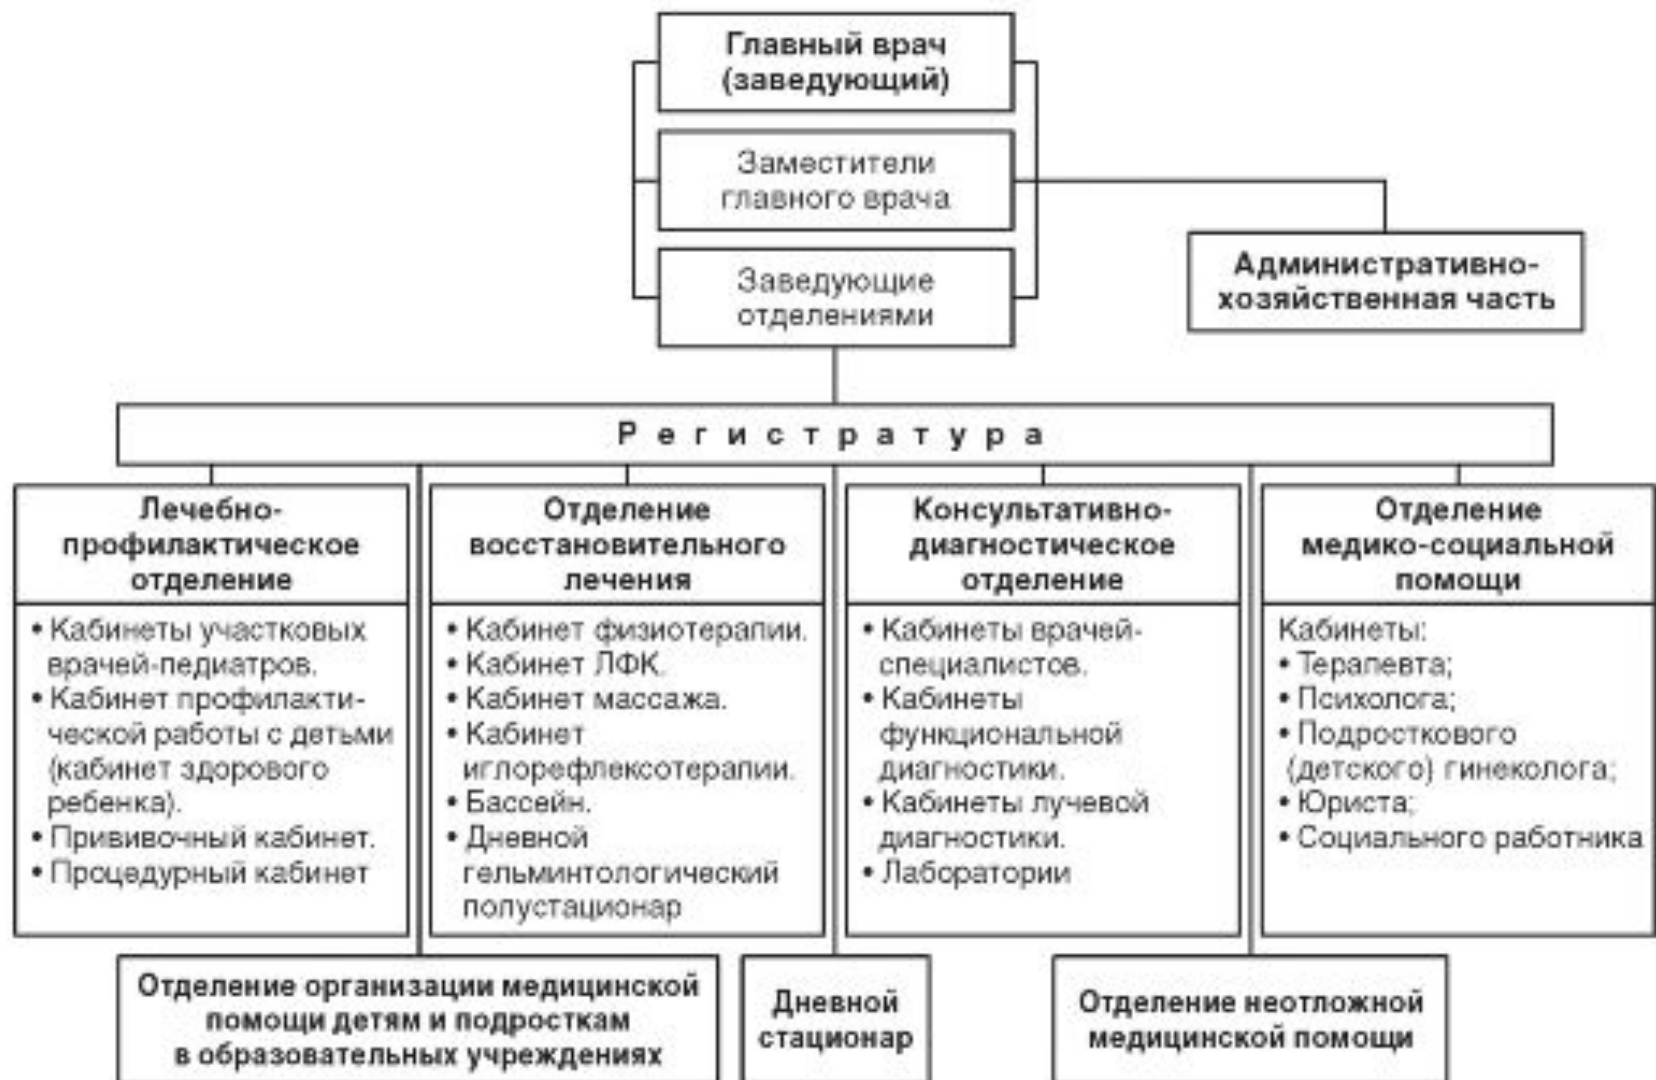 Главный врач
(заведующий)
Заместители
главного врача
Заведующие
отделениями
Административно-
хозяйственная часть
Регистратура
Лечебно-
профилактическое
отделение
• Кабинеты участковых
врачей-педиатров.
• Кабинет профилакти-
ческой работы с детьми
(кабинет здорового
ребенка).
• Прививочный кабинет.
• Процедурный кабинет
Отделение
восстановительного
лечения
• Кабинет физиотерапии.
• Кабинет ЛФК.
• Кабинет массажа.
• Кабинет
иглорефлексотерапии.
• Бассейн.
• Дневной
гельминтологический
полустационар
Консультативно-
диагностическое
отделение
• Кабинеты врачей-
специалистов.
• Кабинеты
функциональной
диагностики.
• Кабинеты лучевой
диагностики.
• Лаборатории
Отделение
медико-социальной
помощи
Кабинеты:
• Терапевта;
• Психолога;
• Подросткового
(детского) гинеколога;
• Юриста;
• Социального работника
Отделение организации медицинской
помощи детям и подросткам
в образовательных учреждениях
Дневной
стационар
Отделение неотложной
медицинской помощи